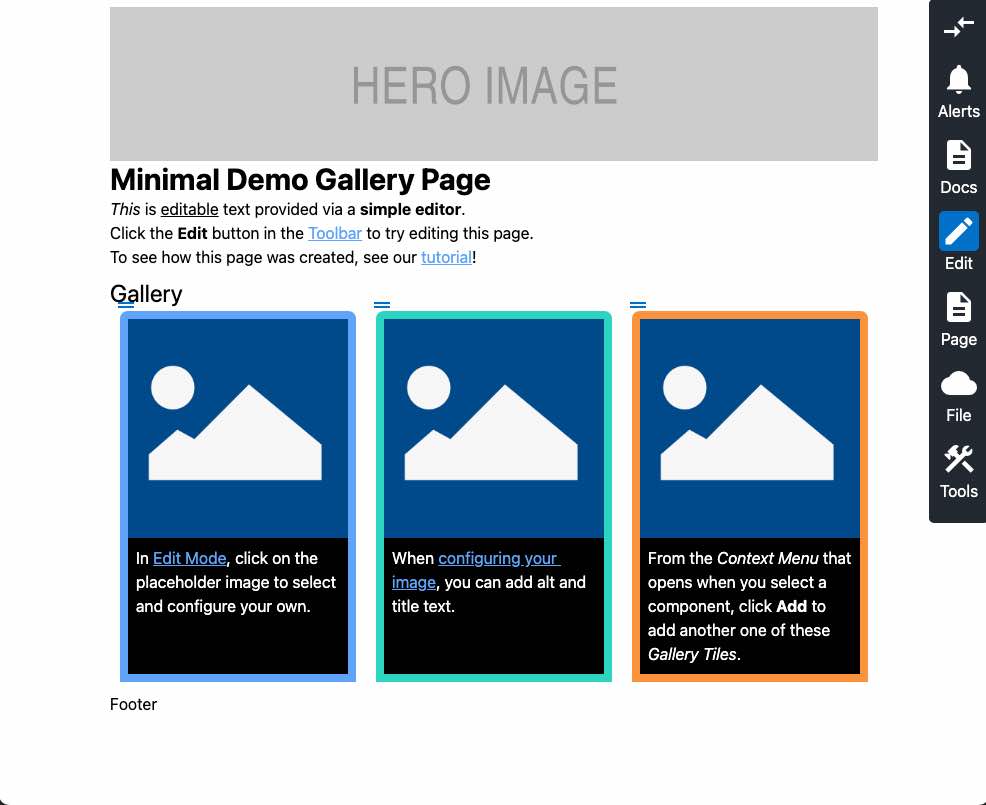 HERO IMAGE
Minimal Demo Gallery Page
This is editable text provided via a simple editor.
Click the Edit button in the Toolbar to try editing this page.
To see how this page was created, see our tutorial!
Gallery
In Edit Mode, click on the
placeholder image to select
and configure your own.
When configuring your
image, you can add alt and
title text.
From the Context Menu that
opens when you select a
component, click Add to
add another one of these
Gallery Tiles.
Footer
Alerts
Docs
Edit
Page
File
Tools